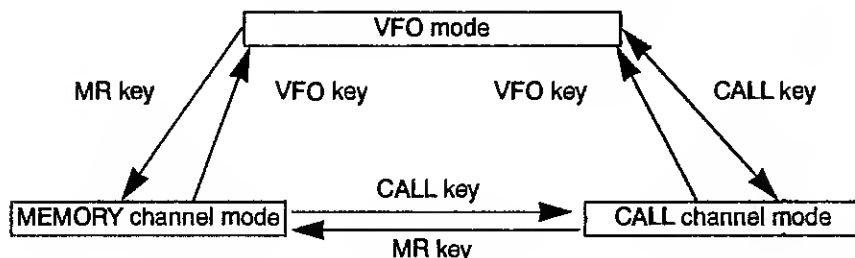 VFO mode
MR key
VFO key
VFO key
CALL key
CALL key
MEMORY channel mode
CALL channel mode
MR key